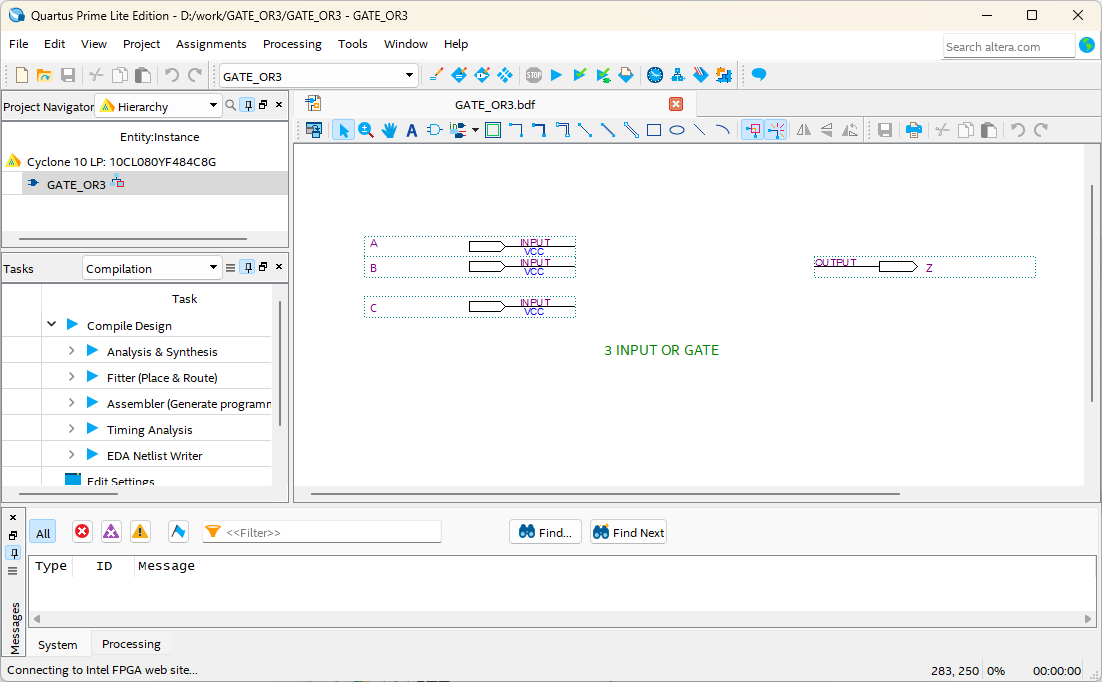 Quartus Prime Lite Edition - D:/work/GATE_OR3/GATE_OR3 - GATE_OR3
File Edit View Project Assignments Processing Tools Window Help
Search altera.com
STOP
GATE_OR3
Project Navigator Hierarchy
GATE_OR3.bdf
Entity:Instance
Cyclone 10 LP: 10CL080YF484C8G
GATE_OR3
A INPUT
VCC
B INPUT
VCC
OUTPUT Z
C INPUT
VCC
3 INPUT OR GATE
Tasks Compilation
Task
Compile Design
Analysis & Synthesis
Fitter (Place & Route)
Assembler (Generate programm
Timing Analysis
EDA Netlist Writer
Edit Settings
All <<Filter>> Find... Find Next
Type ID Message
Messages
System Processing
Connecting to Intel FPGA web site... 283, 250 0% 00:00:00